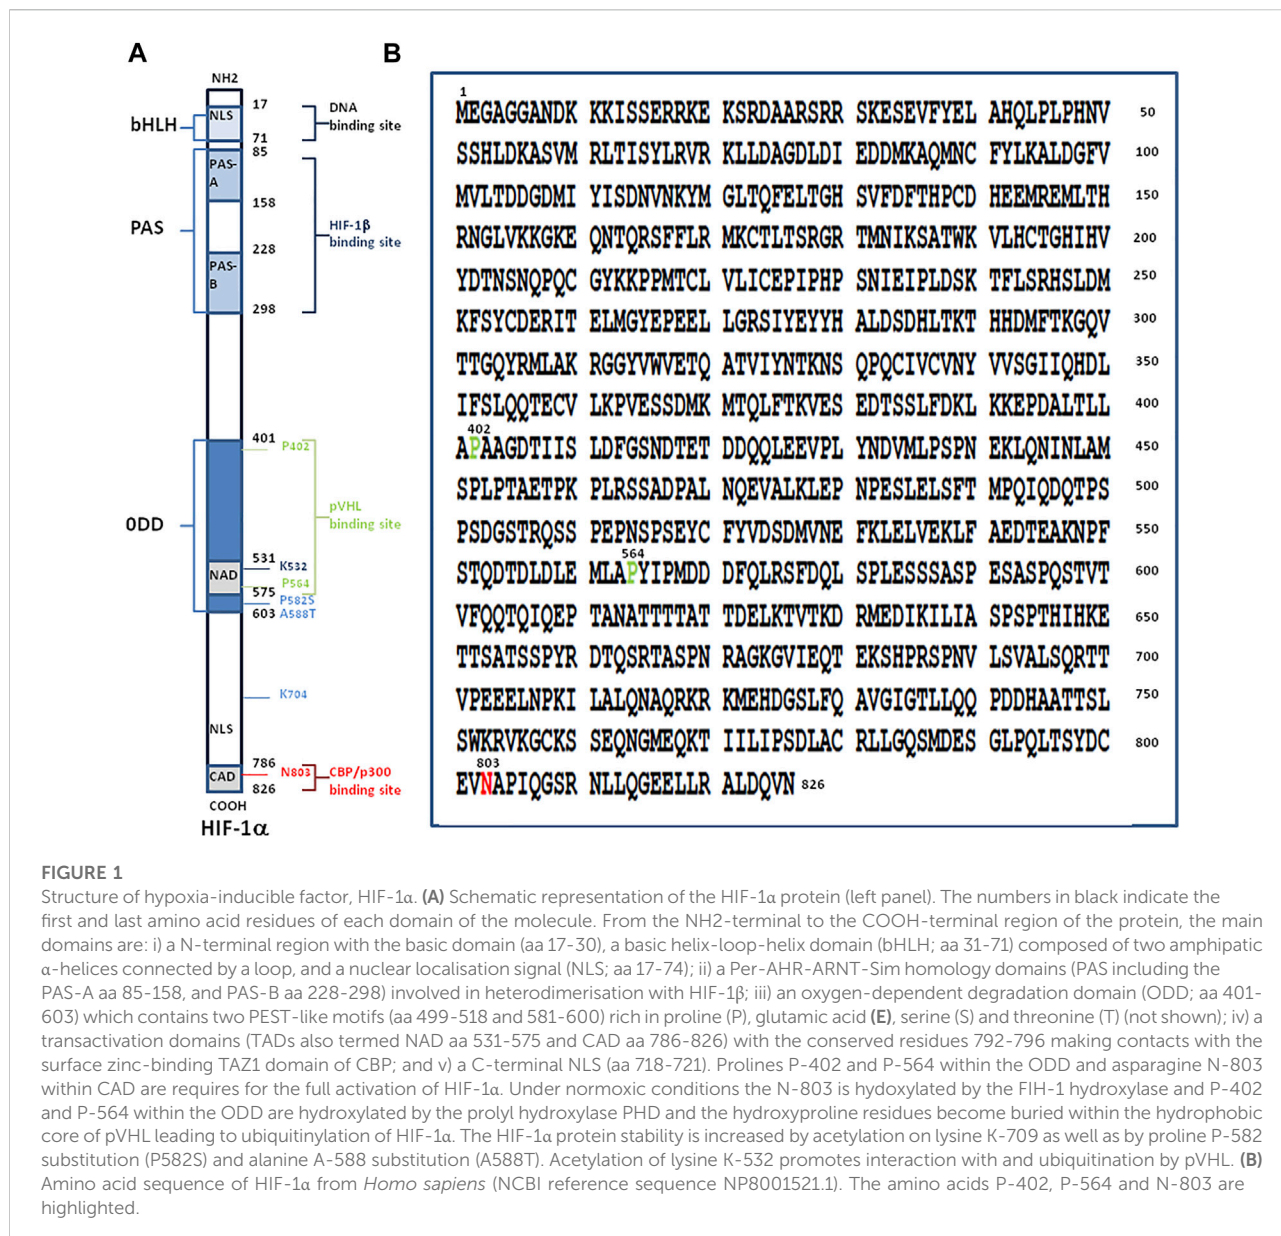 A
NH2
17
NLS
bHLH
71
DNA
binding site
85
PAS-
A
158
PAS
228
PAS-
B
298
HIF-1β
binding site
401
P402
ODD
pVHL
binding site
531
K532
NAD
P564
575
P582S
603
A588T
K704
NLS
786
CAD
N803
826
CBP/p300
binding site
COOH
HIF-1α
B
1
MEGAGGANDK KKISSERRKE KSRDAARSRR SKESEVFYEL AHQLPLPHNV 50
SSHLDKASVM RLTISYLRVR KLLDAGDLDI EDDMKAQMNC FYLKALDGFV 100
MVLTDDGDMI YISDNVNKYM GLTQFELTGH SVFDFTHPCD HEEMREMLTH 150
RNGLVKKGKE QNTQRSFFLR MKCTLTSRGR TMNIKSATWK VLHCTGHIHV 200
YDTNSNQPQC GYKKPPMTCL VLICEPIPHP SNIEIPLDSK TFLSRHSLDM 250
KFSYCDERIT ELMGYEPEEL LGRSIYEYYH ALDSDHLTKT HHDMFTKGQV 300
TTGQYRMLAK RGGYVWVETQ ATVIYNTKNS QPQCIVCVNY VVSGIIQHDL 350
IFSLQQTECV LKPVESSDMK MTQLFTKVES EDTSSLFDKL KKEPDALTLL 400
402
APAAGDTIIS LDFGSNDTET DDQQLEEVPL YNDVMLPSPN EKLQNINLAM 450
SPLPTAETPK PLRSSADPAL NQEVALKLEP NPESLELSFT MPQIQDQTPS 500
PSDGSTRQSS PEPNSPSEYC FYVDSDMVNE FKLELVEKLF AEDTEAKNPF 550
564
STQDTDLDLE MLAPYIPMDD DFQLRSFDQL SPLESSSASP ESASPQSTVT 600
VFQQTQIQEP TANATTTTAT TDELKTVTKD RMEDIKILIA SPSPTHIHKE 650
TTSATSSPYR DTQSRTASPN RAGKGVIEQT EKSHPRSPNV LSVALSQRTT 700
VPEEELNPKI LALQNAQRKR KMEHDGSLFQ AVGIGTLLQQ PDDHAATTSL 750
SWKRVKGCKS SEQNGMEQKT IILIPSDLAC RLLGQSMDES GLPQLTSYDC 800
803
EVNAPIQGSR NLLQGEELLR ALDQVN 826
FIGURE 1
Structure of hypoxia-inducible factor, HIF-1α. (A) Schematic representation of the HIF-1α protein (left panel). The numbers in black indicate the
first and last amino acid residues of each domain of the molecule. From the NH2-terminal to the COOH-terminal region of the protein, the main
domains are: i) a N-terminal region with the basic domain (aa 17-30), a basic helix-loop-helix domain (bHLH; aa 31-71) composed of two amphipatic
α-helices connected by a loop, and a nuclear localisation signal (NLS; aa 17-74); ii) a Per-AHR-ARNT-Sim homology domains (PAS including the
PAS-A aa 85-158, and PAS-B aa 228-298) involved in heterodimerisation with HIF-1β; iii) an oxygen-dependent degradation domain (ODD; aa 401-
603) which contains two PEST-like motifs (aa 499-518 and 581-600) rich in proline (P), glutamic acid (E), serine (S) and threonine (T) (not shown); iv) a
transactivation domains (TADs also termed NAD aa 531-575 and CAD aa 786-826) with the conserved residues 792-796 making contacts with the
surface zinc-binding TAZ1 domain of CBP; and v) a C-terminal NLS (aa 718-721). Prolines P-402 and P-564 within the ODD and asparagine N-803
within CAD are requires for the full activation of HIF-1α. Under normoxic conditions the N-803 is hydoxylated by the FIH-1 hydroxylase and P-402
and P-564 within the ODD are hydroxylated by the prolyl hydroxylase PHD and the hydroxyproline residues become buried within the hydrophobic
core of pVHL leading to ubiquitinylation of HIF-1α. The HIF-1α protein stability is increased by acetylation on lysine K-709 as well as by proline P-582
substitution (P582S) and alanine A-588 substitution (A588T). Acetylation of lysine K-532 promotes interaction with and ubiquitination by pVHL. (B)
Amino acid sequence of HIF-1α from Homo sapiens (NCBI reference sequence NP8001521.1). The amino acids P-402, P-564 and N-803 are
highlighted.